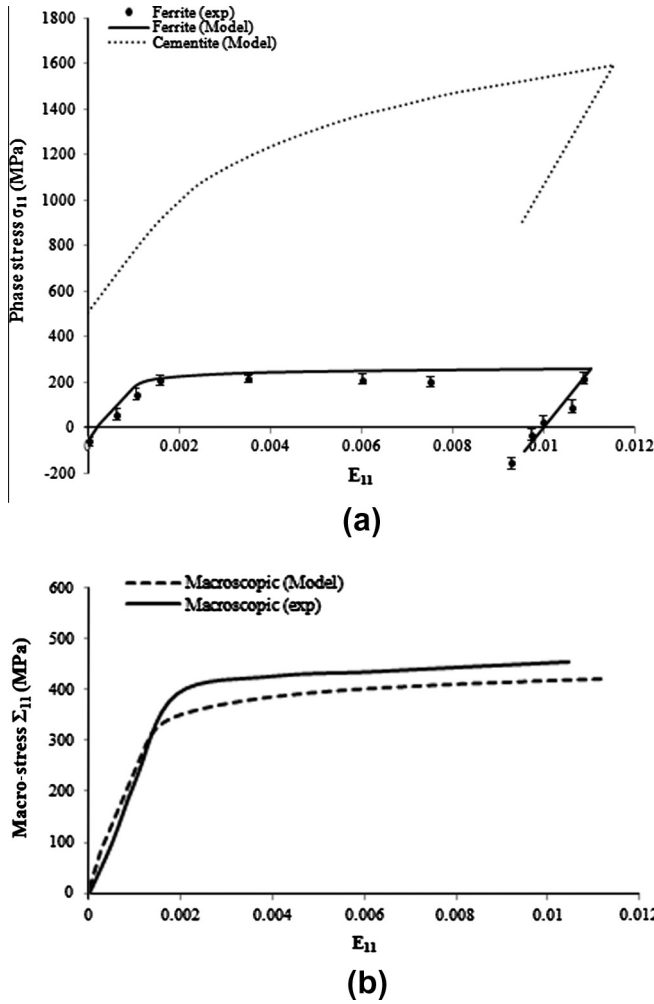 1800
Ferrite (exp)
Ferrite (Model)
Cementite (Model)
1600
1400
1200
1000
800
600
400
200
0
-200
Phase stress σ11 (MPa)
0 0.002 0.004 0.006 0.008 0.01 0.012
E11
(a)
Macroscopic (Model)
Macroscopic (exp)
600
500
400
300
200
100
0
Macro-stress Σ11 (MPa)
0 0.002 0.004 0.006 0.008 0.01 0.012
E11
(b)